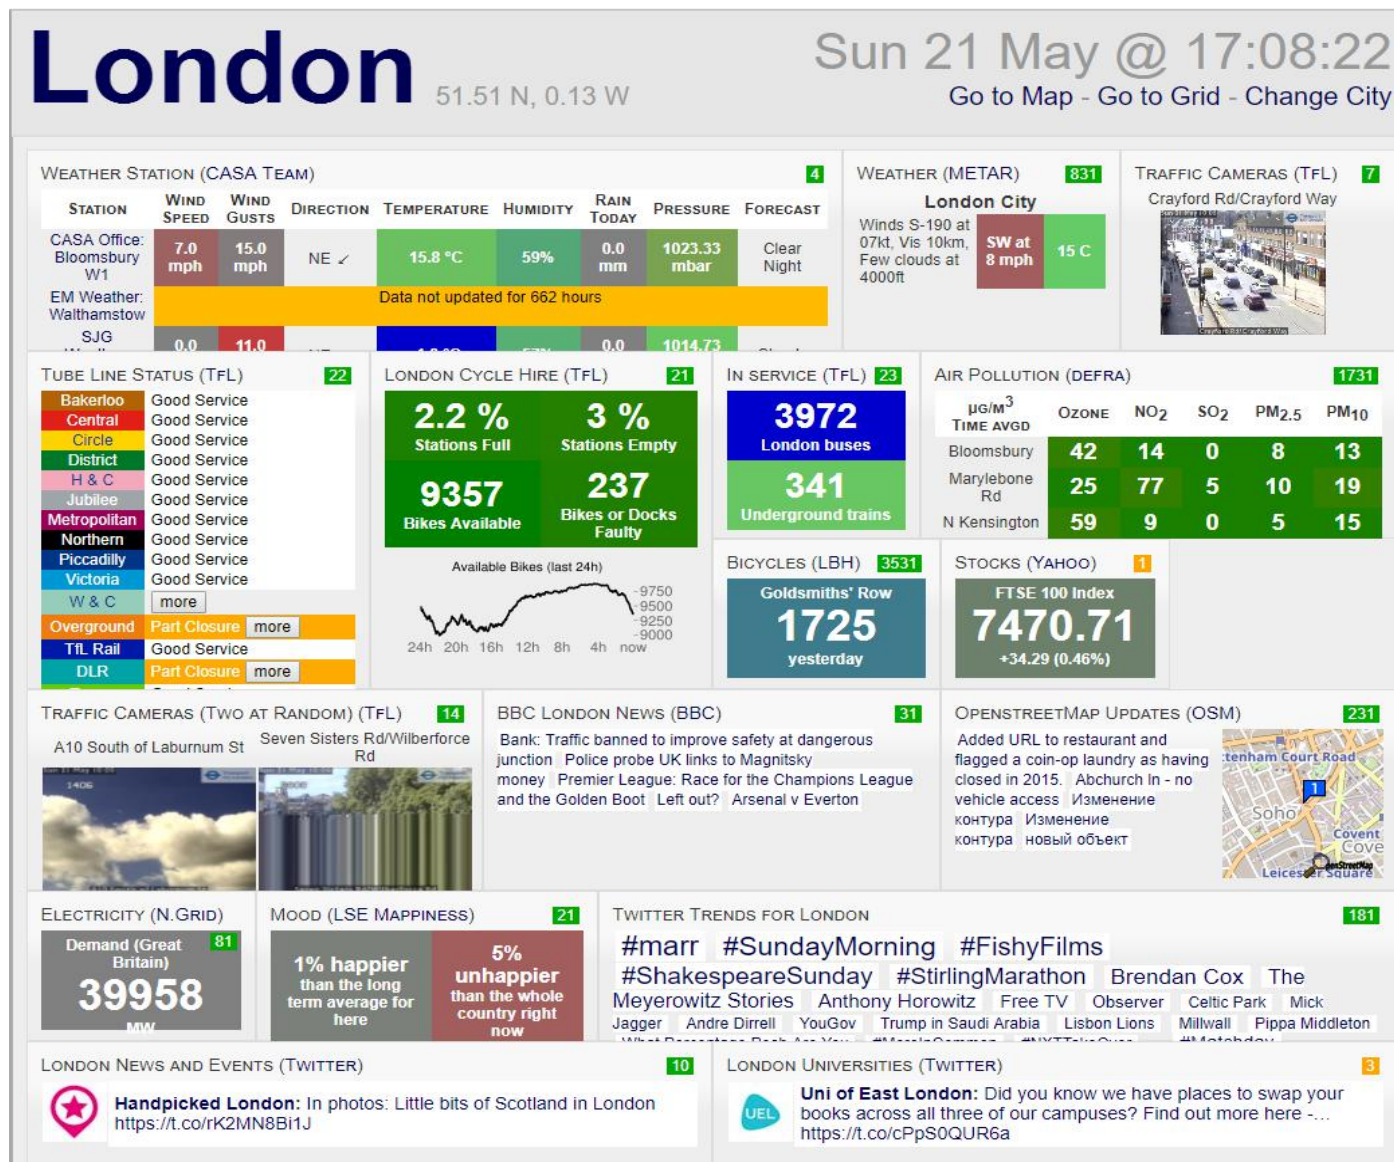 London
51.51 N, 0.13 W
Sun 21 May @ 17:08:22
Go to Map - Go to Grid - Change City
WEATHER STATION (CASA TEAM)
4
STATION
WIND SPEED
WIND GUSTS
DIRECTION
TEMPERATURE
HUMIDITY
RAIN TODAY
PRESSURE
FORECAST
CASA Office: Bloomsbury W1
7.0 mph
15.0 mph
NE ↙
15.8 °C
59%
0.0 mm
1023.33 mbar
Clear Night
EM Weather: Walthamstow
Data not updated for 662 hours
SJG
0.0
11.0
0.0
1014.73
WEATHER (METAR)
831
London City
Winds S-190 at
07kt, Vis 10km,
Few clouds at
4000ft
SW at
8 mph
15 C
TRAFFIC CAMERAS (TFL)
7
Crayford Rd/Crayford Way
Crayford Rd/Crayford Way
TUBE LINE STATUS (TFL)
22
Bakerloo Good Service
Central Good Service
Circle Good Service
District Good Service
H & C Good Service
Jubilee Good Service
Metropolitan Good Service
Northern Good Service
Piccadilly Good Service
Victoria Good Service
W & C more
Overground Part Closure more
TfL Rail Good Service
DLR Part Closure more
LONDON CYCLE HIRE (TFL)
21
2.2 %
Stations Full
3 %
Stations Empty
9357
Bikes Available
237
Bikes or Docks
Faulty
Available Bikes (last 24h)
9750
9500
9250
9000
24h 20h 16h 12h 8h 4h now
IN SERVICE (TFL)
23
3972
London buses
341
Underground trains
AIR POLLUTION (DEFRA)
1731
µG/M3
TIME AVGD
OZONE NO2 SO2 PM2.5 PM10
Bloomsbury 42 14 0 8 13
Marylebone Rd 25 77 5 10 19
N Kensington 59 9 0 5 15
BICYCLES (LBH)
3531
Goldsmiths' Row
1725
yesterday
STOCKS (YAHOO)
1
FTSE 100 Index
7470.71
+34.29 (0.46%)
TRAFFIC CAMERAS (TWO AT RANDOM) (TFL)
14
A10 South of Laburnum St
1406
Seven Sisters Rd/Wilberforce
Rd
BBC LONDON NEWS (BBC)
31
Bank: Traffic banned to improve safety at dangerous
junction Police probe UK links to Magnitsky
money Premier League: Race for the Champions League
and the Golden Boot Left out? Arsenal v Everton
OPENSTREETMAP UPDATES (OSM)
231
Added URL to restaurant and
flagged a coin-op laundry as having
closed in 2015. Abchurch ln - no
vehicle access Изменение
контура Изменение
контура новый объект
tenham Court Road
1
Soho
Covent
Cove
Leicester Square
OpenStreetMap
ELECTRICITY (N.GRID)
Demand (Great
Britain)
81
39958
MW
MOOD (LSE MAPPINESS)
21
1% happier
than the long
term average for
here
5%
unhappier
than the whole
country right
now
TWITTER TRENDS FOR LONDON
181
#marr #SundayMorning #FishyFilms
#ShakespeareSunday #StirlingMarathon Brendan Cox The
Meyerowitz Stories Anthony Horowitz Free TV Observer Celtic Park Mick
Jagger Andre Dirrell YouGov Trump in Saudi Arabia Lisbon Lions Millwall Pippa Middleton
LONDON NEWS AND EVENTS (TWITTER)
10
Handpicked London: In photos: Little bits of Scotland in London
https://t.co/rK2MN8Bi1J
LONDON UNIVERSITIES (TWITTER)
3
UEL
Uni of East London: Did you know we have places to swap your
books across all three of our campuses? Find out more here -...
https://t.co/cPpS0QUR6a